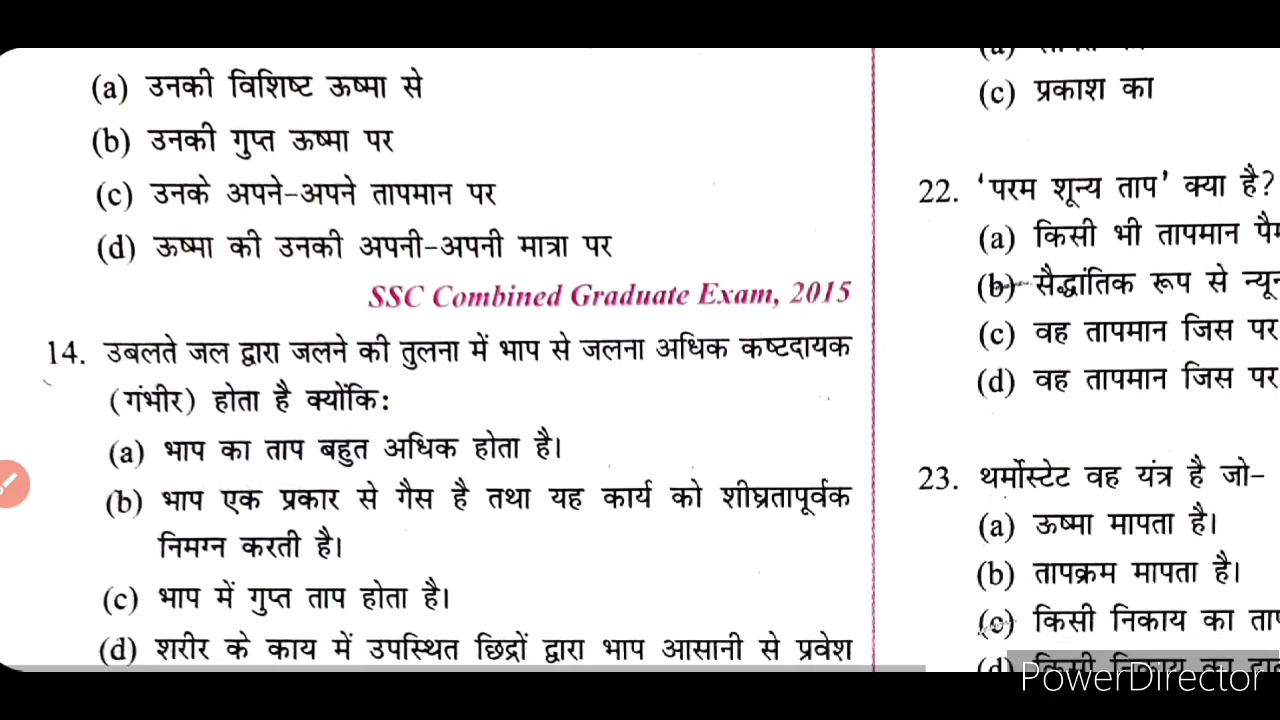 (a) उनकी विशिष्ट ऊष्मा से
(b) उनकी गुप्त ऊष्मा पर
(c) उनके अपने-अपने तापमान पर
(d) ऊष्मा की उनकी अपनी-अपनी मात्रा पर
SSC Combined Graduate Exam, 2015
14. उबलते जल द्वारा जलने की तुलना में भाप से जलना अधिक कष्टदायक
(गंभीर) होता है क्योंकि:
(a) भाप का ताप बहुत अधिक होता है।
(b) भाप एक प्रकार से गैस है तथा यह कार्य को शीघ्रतापूर्वक
निमग्न करती है।
(c) भाप में गुप्त ताप होता है।
(d) शरीर के काय में उपस्थित छिद्रों द्वारा भाप आसानी से प्रवेश
(c) प्रकाश का
22. 'परम शून्य ताप' क्या है?
(a) किसी भी तापमान
(b) सैद्धांतिक रूप से
(c) वह तापमान जिस पर
(d) वह तापमान जिस पर
23. थर्मोस्टेट वह यंत्र है जो-
(a) ऊष्मा मापता है।
(b) तापक्रम मापता है।
(c) किसी निकाय का
(d) किसी निकाय का
PowerDirector